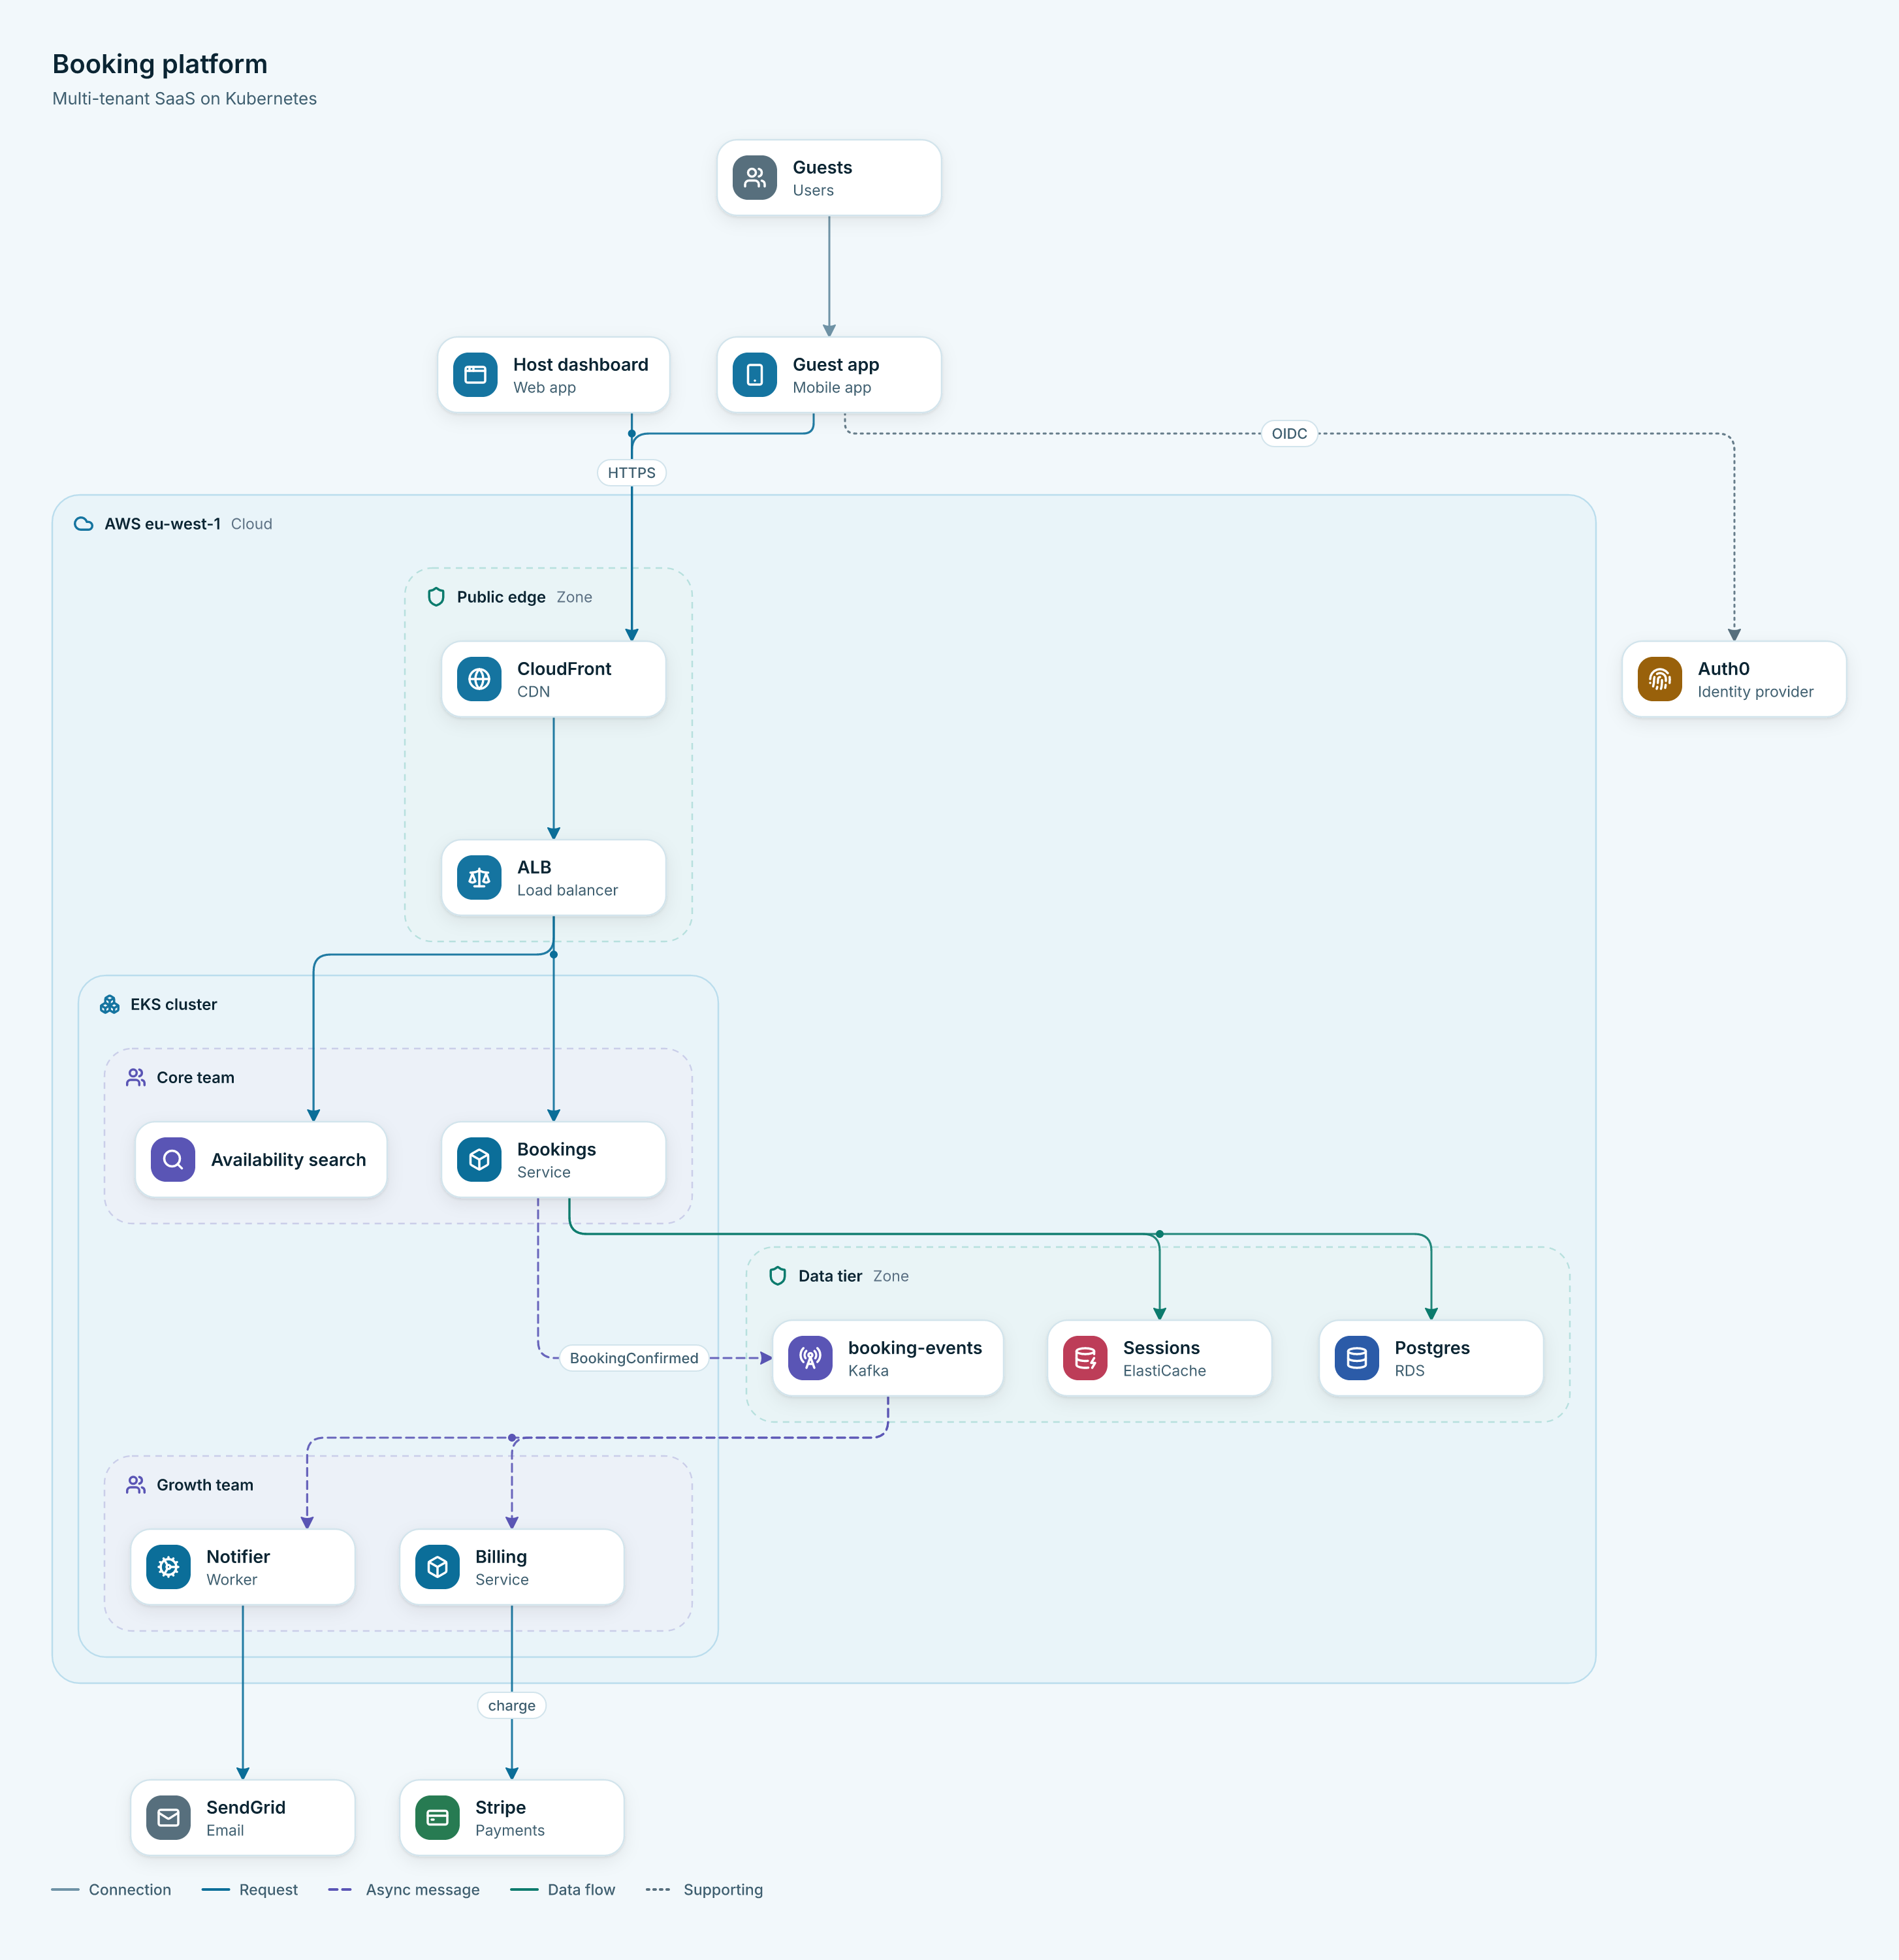 Booking platform
Multi-tenant SaaS on Kubernetes
Guests
Users
Host dashboard
Web app
Guest app
Mobile app
OIDC
HTTPS
AWS eu-west-1 Cloud
Public edge Zone
CloudFront
CDN
Auth0
Identity provider
ALB
Load balancer
EKS cluster
Core team
Availability search
Bookings
Service
Data tier Zone
BookingConfirmed
booking-events
Kafka
Sessions
ElastiCache
Postgres
RDS
Growth team
Notifier
Worker
Billing
Service
charge
SendGrid
Email
Stripe
Payments
Connection Request Async message Data flow Supporting